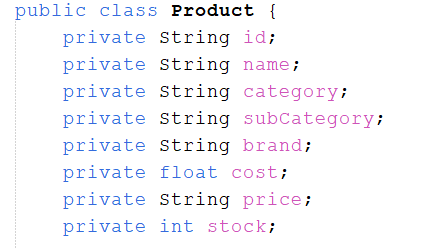 public class Product {
    private String id;
    private String name;
    private String category;
    private String subCategory;
    private String brand;
    private float cost;
    private String price;
    private int stock;